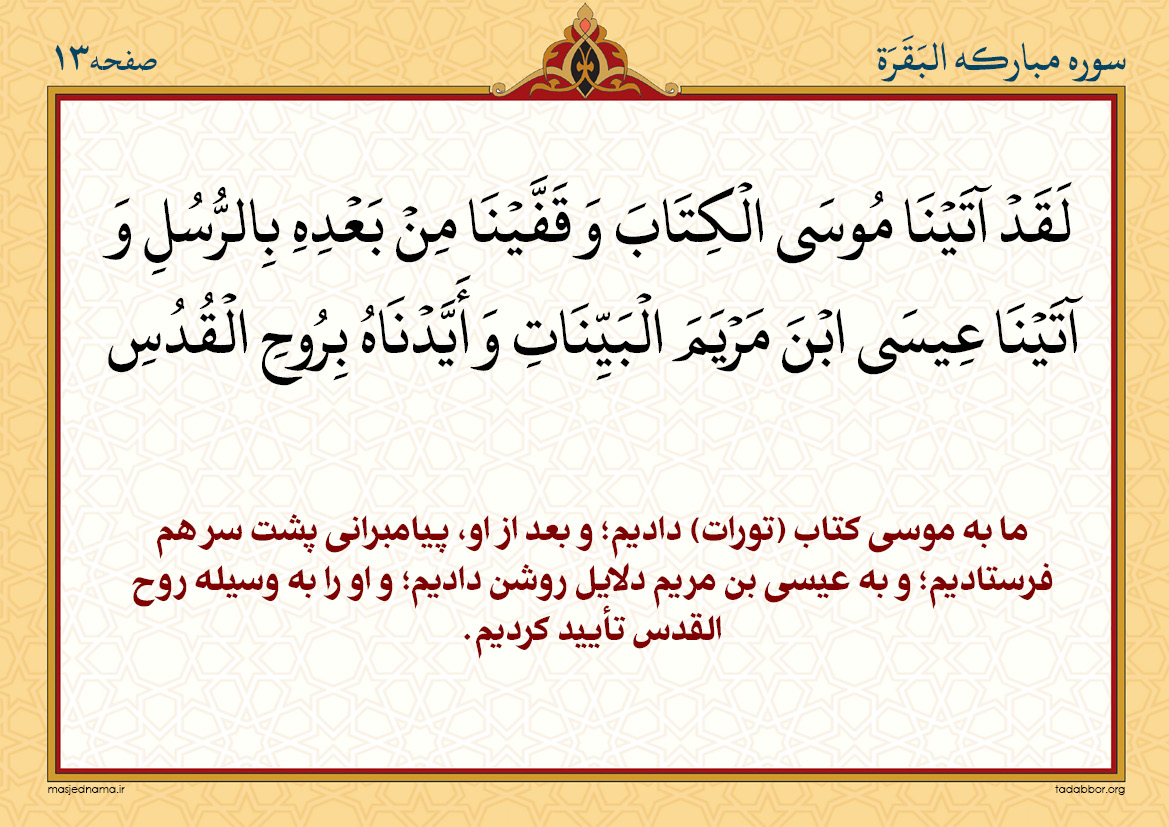 سوره مبارکه البَقَرَة
صفحه۱۳
لَقَدْ آتَيْنَا مُوسَى الْكِتَابَ وَ قَفَّيْنَا مِنْ بَعْدِهِ بِالرُّسُلِ وَ
آتَيْنَا عِيسَى ابْنَ مَرْيَمَ الْبَيِّنَاتِ وَ أَيَّدْنَاهُ بِرُوحِ الْقُدُسِ
ما به موسی کتاب (تورات) دادیم؛ و بعد از او، پیامبرانی پشت سر هم
فرستادیم؛ و به عیسی بن مریم دلایل روشن دادیم؛ و او را به وسیله روح
القدس تأیید کردیم.
masjednama.ir
tadabbor.org